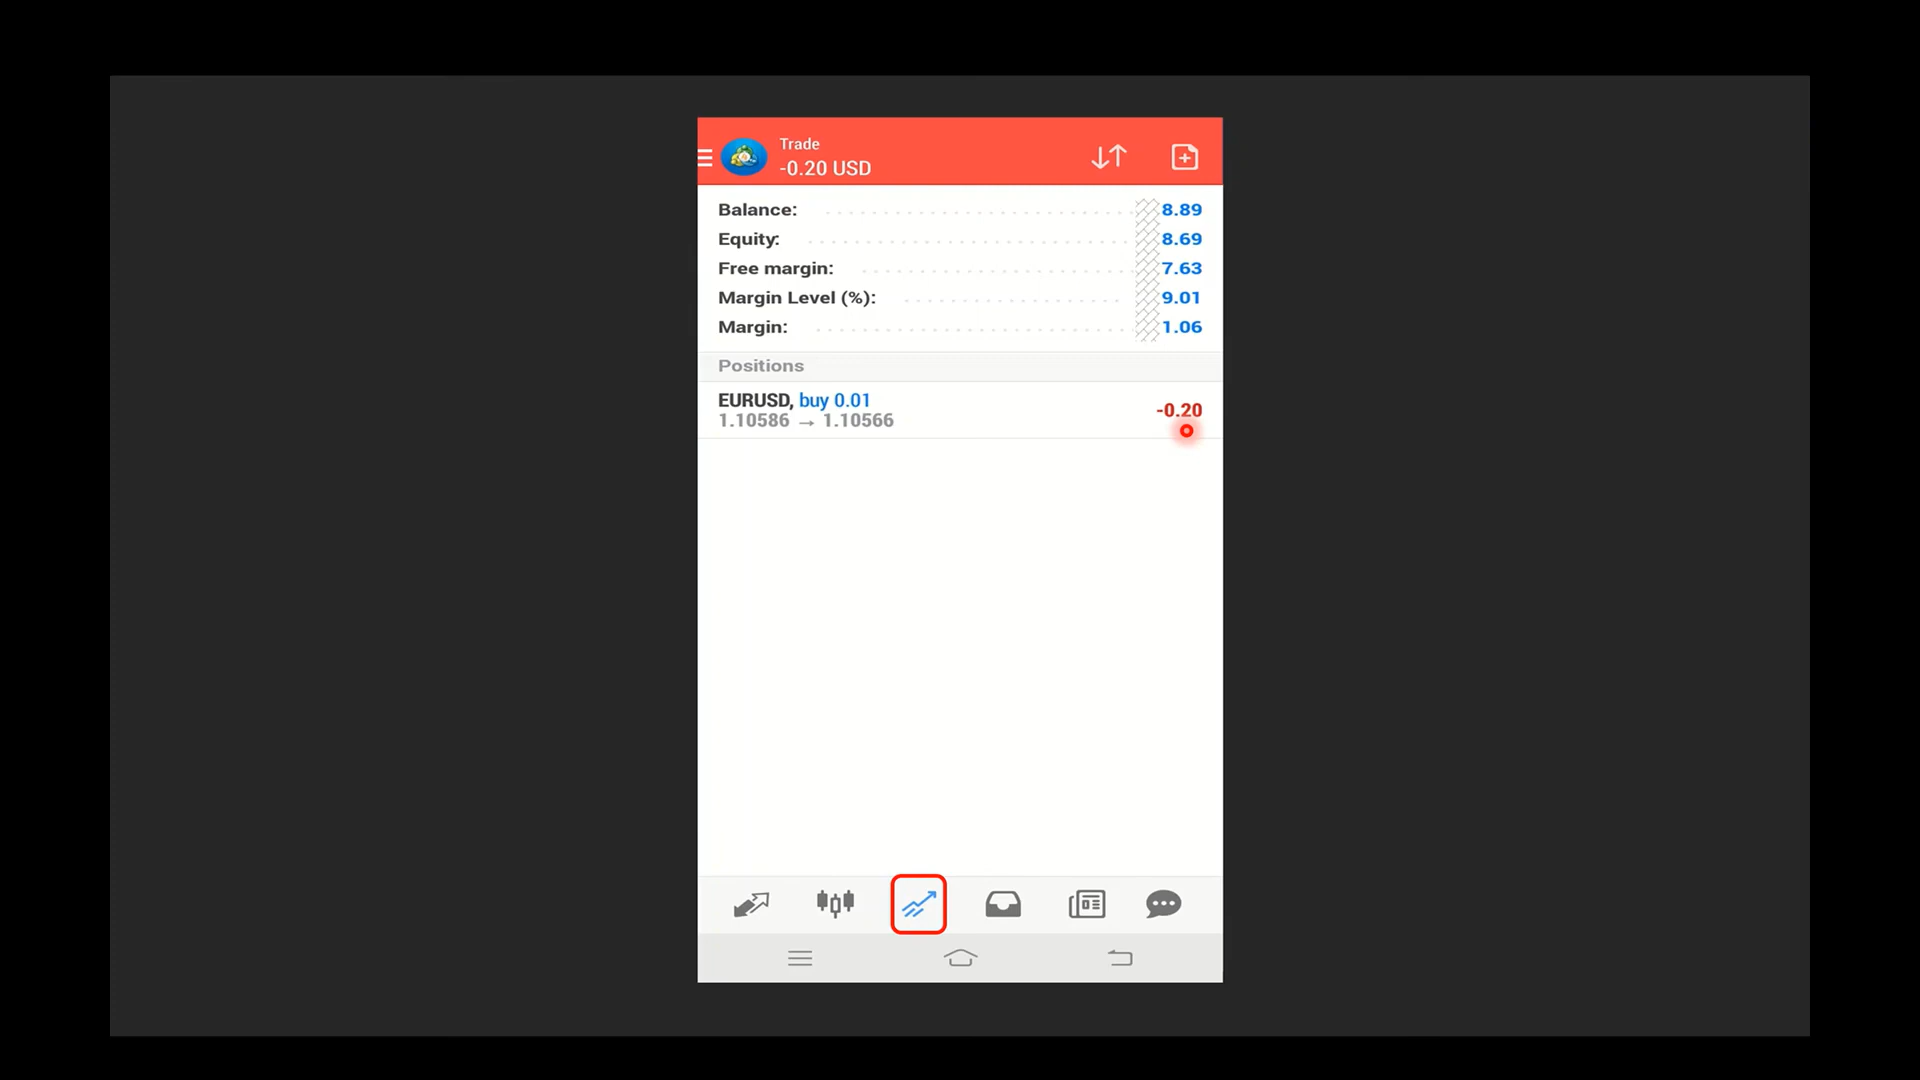 Trade
-0.20 USD
Balance: 8.89
Equity: 8.69
Free margin: 7.63
Margin Level (%): 9.01
Margin: 1.06
Positions
EURUSD, buy 0.01
1.10586 → 1.10566
-0.20